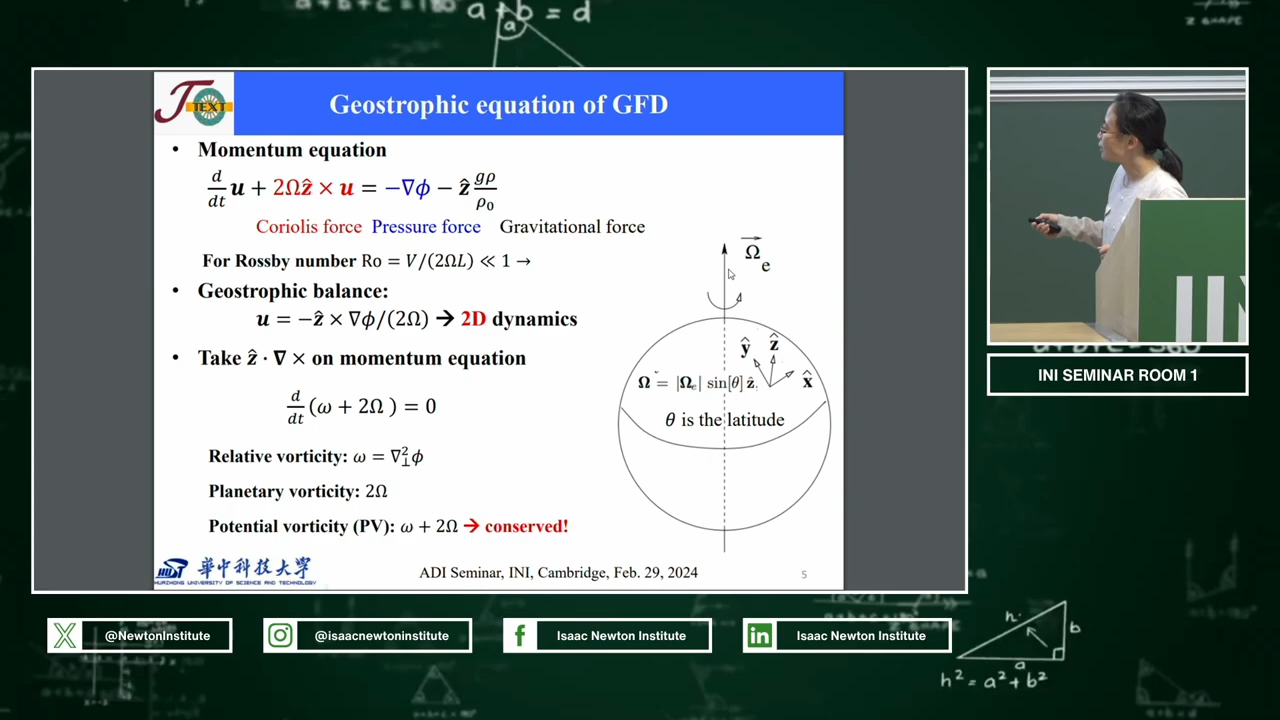 a + b = d
a
TEXT
Geostrophic equation of GFD
• Momentum equation
d/dt u + 2Ωẑ × u = −∇ϕ − ẑ gρ/ρ₀
Coriolis force Pressure force Gravitational force
For Rossby number Ro = V/(2ΩL) ≪ 1 →
• Geostrophic balance:
u = −ẑ × ∇ϕ/(2Ω) → 2D dynamics
• Take ẑ · ∇ × on momentum equation
d/dt (ω + 2Ω ) = 0
Relative vorticity: ω = ∇²⊥ϕ
Planetary vorticity: 2Ω
Potential vorticity (PV): ω + 2Ω → conserved!
Ωe
ŷ ẑ x̂
Ω = |Ωe| sin[θ] ẑ
θ is the latitude
華中科技大学
HUAZHONG UNIVERSITY OF SCIENCE AND TECHNOLOGY
ADI Seminar, INI, Cambridge, Feb. 29, 2024
5
INI SEMINAR ROOM 1
@NewtonInstitute
@isaacnewtoninstitute
Isaac Newton Institute
Isaac Newton Institute
h
b
a
h² = a² + b²